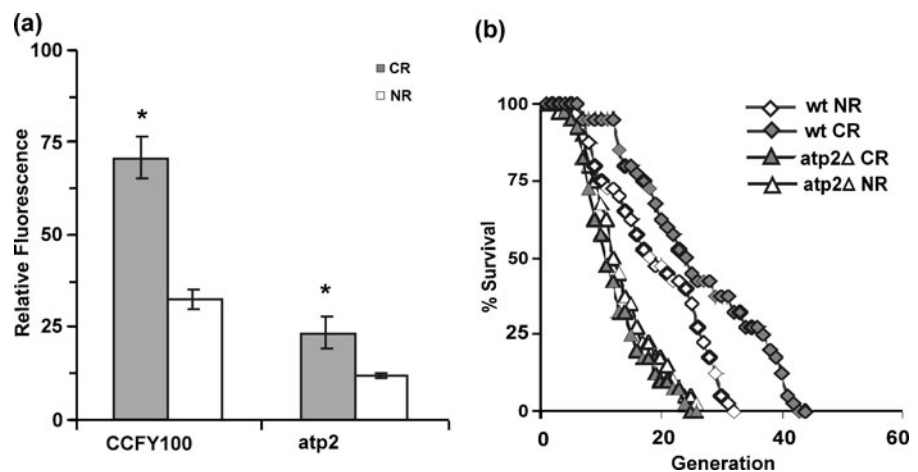 (a)
100
75
50
25
0
Relative Fluorescence
*
*
CR
NR
CCFY100
atp2
(b)
100
75
50
25
0
% Survival
wt NR
wt CR
atp2Δ CR
atp2Δ NR
0
20
40
60
Generation